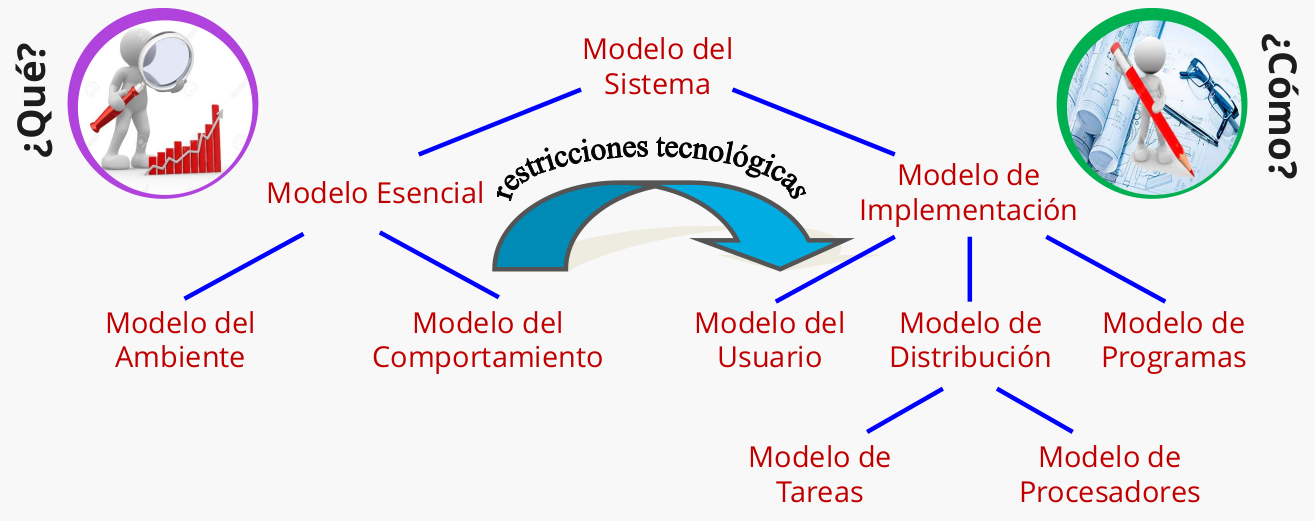 ¿Qué?
Modelo del
Sistema
¿Cómo?
restricciones tecnológicas
Modelo Esencial
Modelo de
Implementación
Modelo del
Ambiente
Modelo del
Comportamiento
Modelo del
Usuario
Modelo de
Distribución
Modelo de
Programas
Modelo de
Tareas
Modelo de
Procesadores